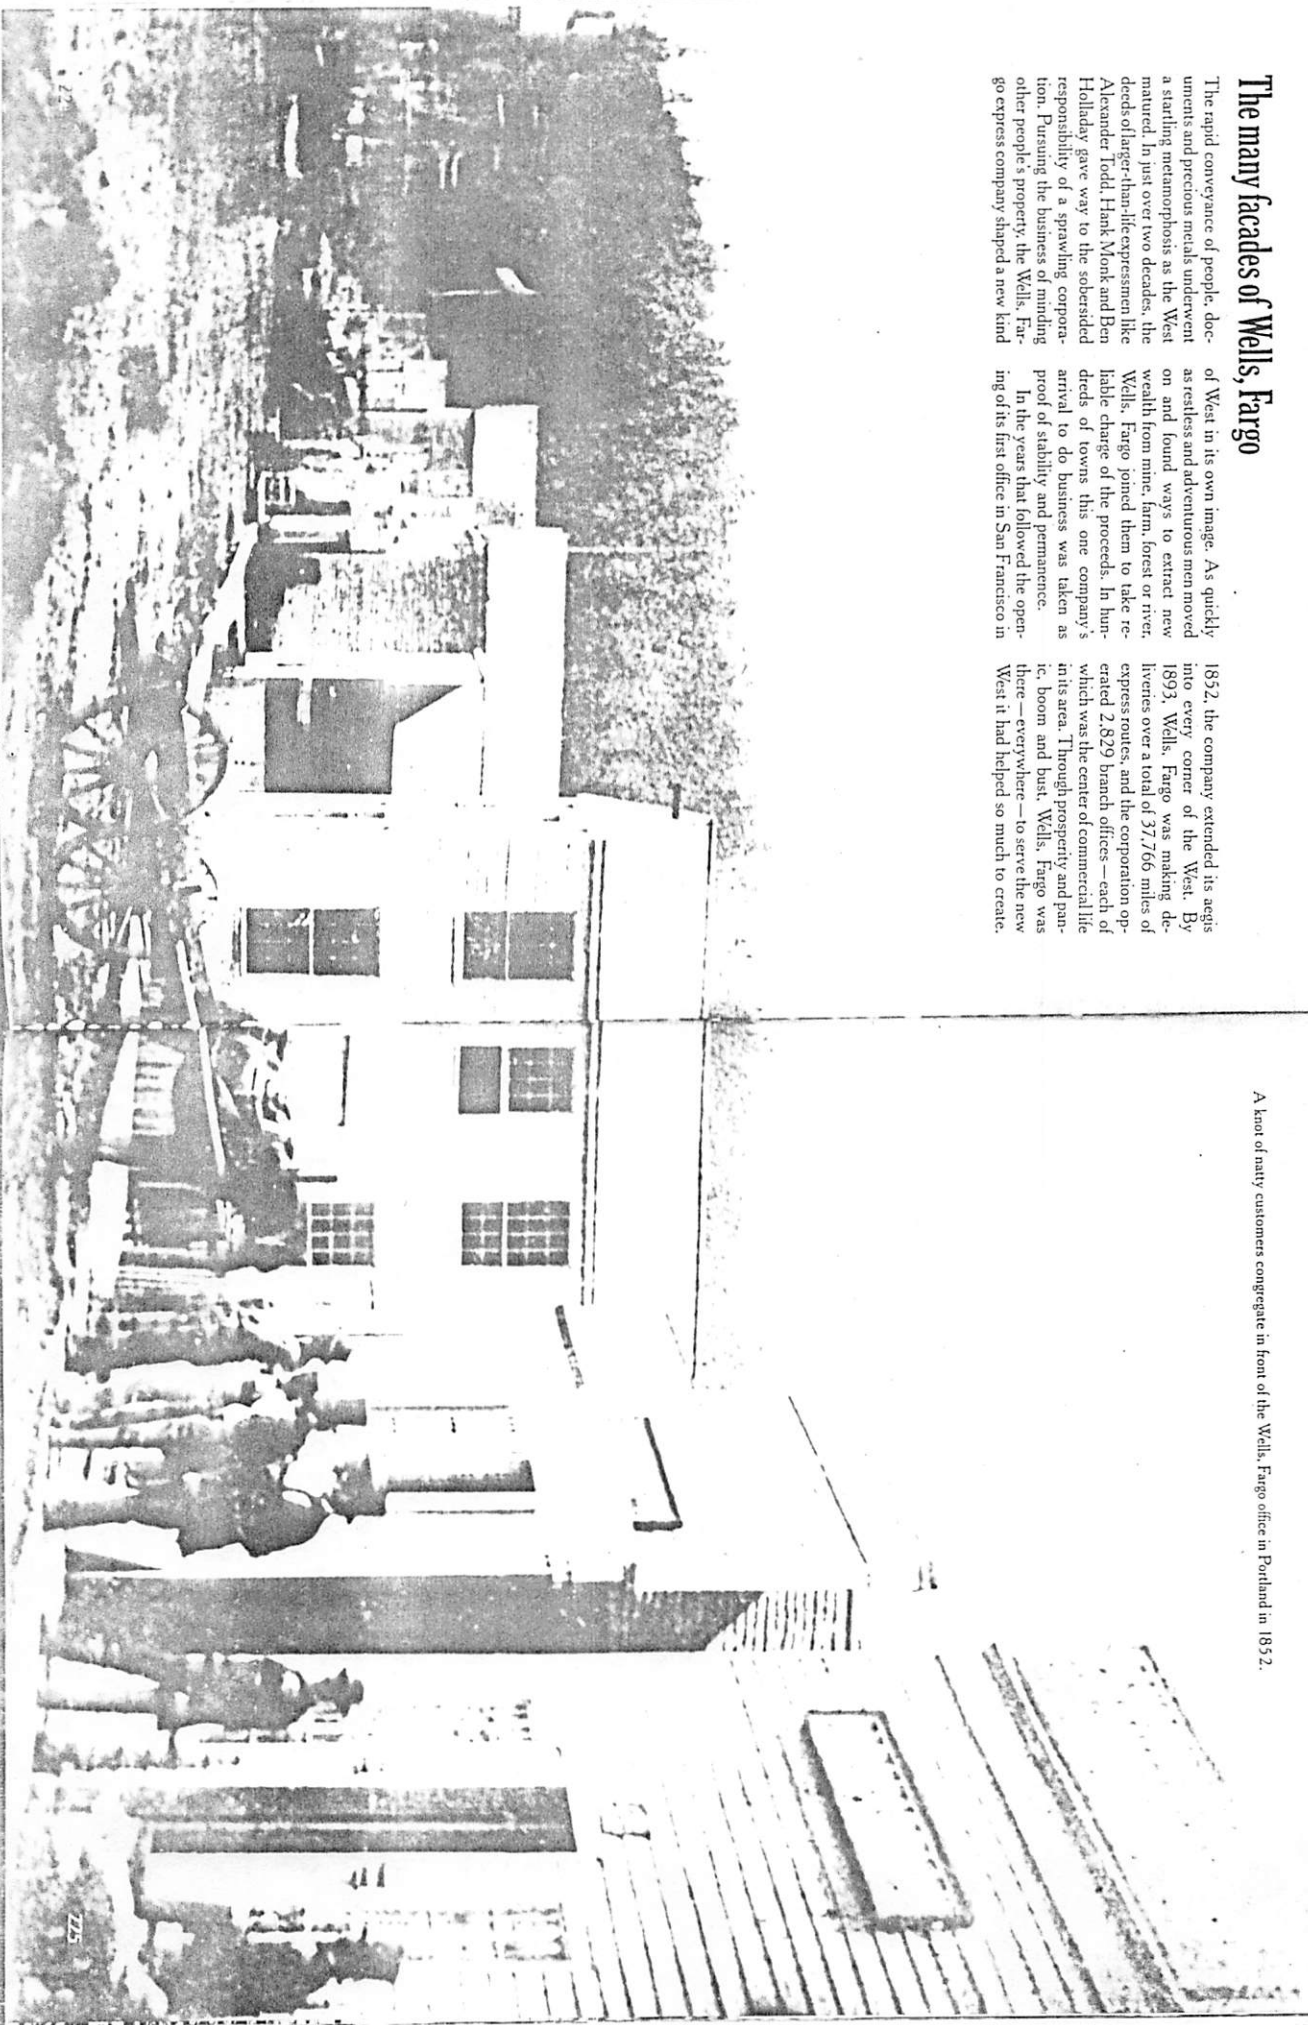 The many facades of Wells, Fargo
The rapid conveyance of people, doc-
uments and precious metals underwent
a startling metamorphosis as the West
matured. In just over two decades, the
deeds of larger-than-life expressmen like
Alexander Todd, Hank Monk and Ben
Holladay gave way to the sobersided
responsibility of a sprawling corpora-
tion. Pursuing the business of minding
other people's property, the Wells, Far-
go express company shaped a new kind
of West in its own image. As quickly
as restless and adventurous men moved
on and found ways to extract new
wealth from mine, farm, forest or river,
Wells, Fargo joined them to take re-
liable charge of the proceeds. In hun-
dreds of towns this one company's
arrival to do business was taken as
proof of stability and permanence.
In the years that followed the open-
ing of its first office in San Francisco in
1852, the company extended its aegis
into every corner of the West. By
1893, Wells, Fargo was making de-
liveries over a total of 37,766 miles of
express routes, and the corporation op-
erated 2,829 branch offices—each of
which was the center of commercial life
in its area. Through prosperity and pan-
ic, boom and bust, Wells, Fargo was
there—everywhere—to serve the new
West it had helped so much to create.
A knot of natty customers congregate in front of the Wells, Fargo office in Portland in 1852.
225